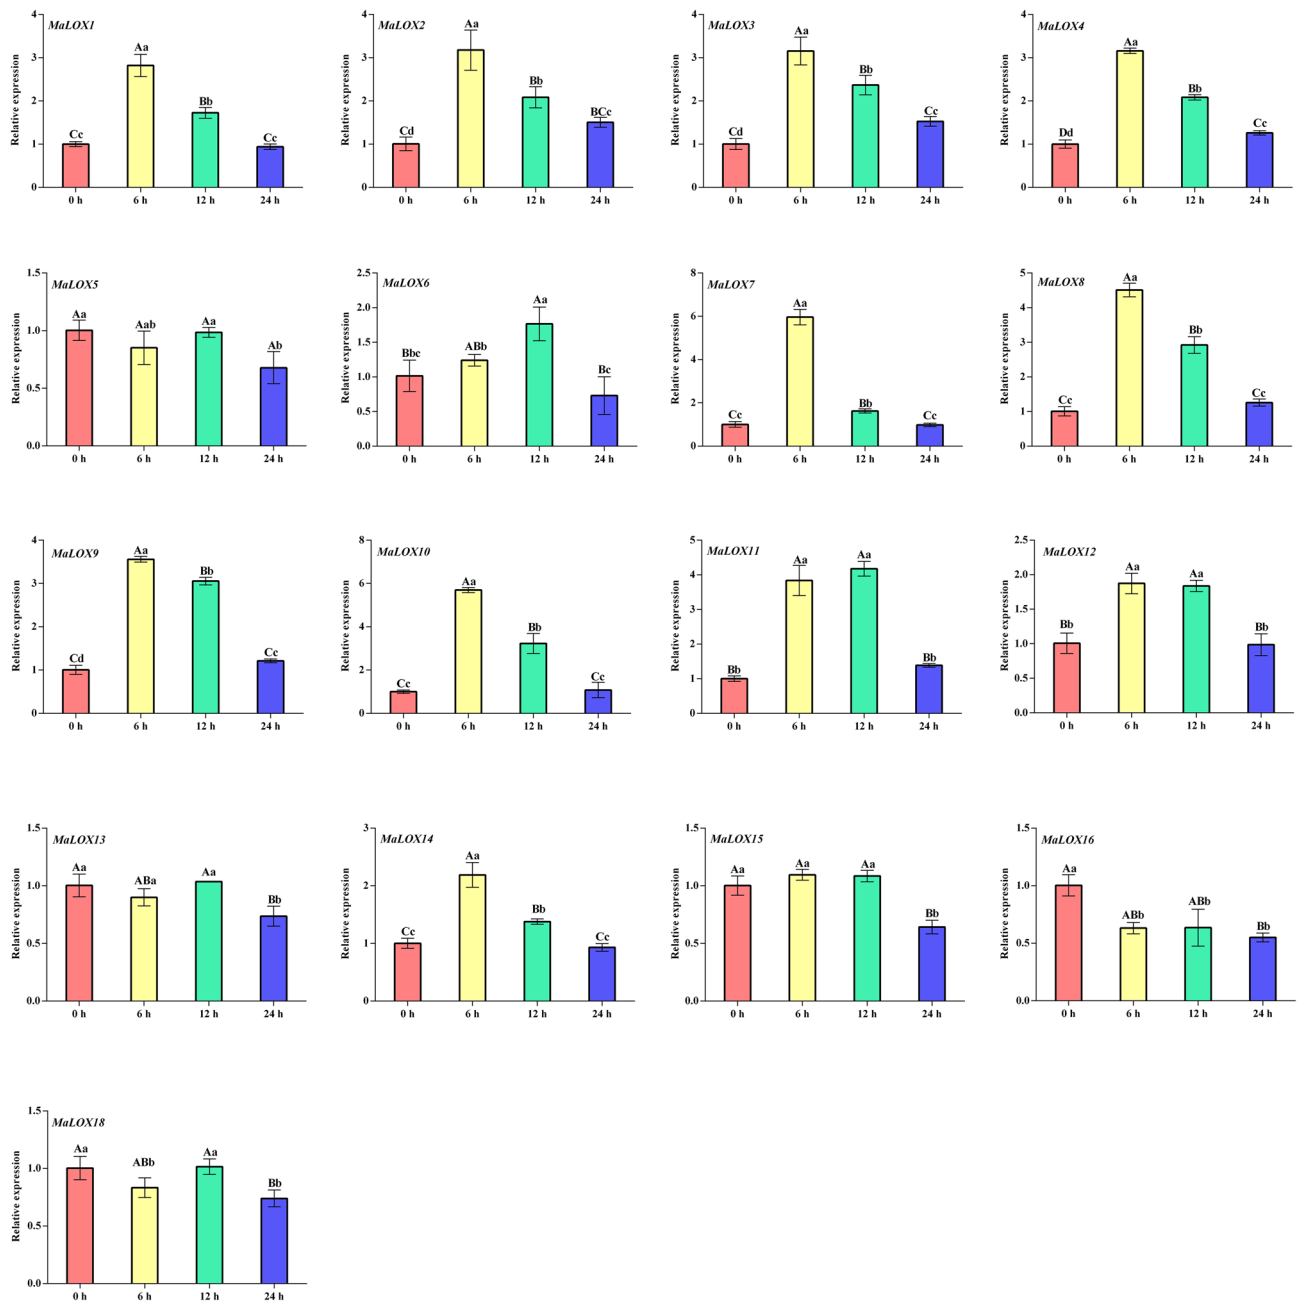 MaLOX1
Relative expression
4
3
2
1
0
Cc
Aa
Bb
Cc
0 h 6 h 12 h 24 h
MaLOX2
Relative expression
4
3
2
1
0
Cd
Aa
Bb
BCc
0 h 6 h 12 h 24 h
MaLOX3
Relative expression
4
3
2
1
0
Cd
Aa
Bb
Cc
0 h 6 h 12 h 24 h
MaLOX4
Relative expression
4
3
2
1
0
Dd
Aa
Bb
Cc
0 h 6 h 12 h 24 h
MaLOX5
Relative expression
1.5
1.0
0.5
0.0
Aa
Aab
Aa
Ab
0 h 6 h 12 h 24 h
MaLOX6
Relative expression
2.5
2.0
1.5
1.0
0.5
0.0
Bbc
ABb
Aa
Bc
0 h 6 h 12 h 24 h
MaLOX7
Relative expression
8
6
4
2
0
Cc
Aa
Bb
Cc
0 h 6 h 12 h 24 h
MaLOX8
Relative expression
5
4
3
2
1
0
Cc
Aa
Bb
Cc
0 h 6 h 12 h 24 h
MaLOX9
Relative expression
4
3
2
1
0
Cd
Aa
Bb
Cc
0 h 6 h 12 h 24 h
MaLOX10
Relative expression
8
6
4
2
0
Cc
Aa
Bb
Cc
0 h 6 h 12 h 24 h
MaLOX11
Relative expression
5
4
3
2
1
0
Bb
Aa
Aa
Bb
0 h 6 h 12 h 24 h
MaLOX12
Relative expression
2.5
2.0
1.5
1.0
0.5
0.0
Bb
Aa
Aa
Bb
0 h 6 h 12 h 24 h
MaLOX13
Relative expression
1.5
1.0
0.5
0.0
Aa
ABa
Aa
Bb
0 h 6 h 12 h 24 h
MaLOX14
Relative expression
3
2
1
0
Cc
Aa
Bb
Cc
0 h 6 h 12 h 24 h
MaLOX15
Relative expression
1.5
1.0
0.5
0.0
Aa
Aa
Aa
Bb
0 h 6 h 12 h 24 h
MaLOX16
Relative expression
1.5
1.0
0.5
0.0
Aa
ABb
ABb
Bb
0 h 6 h 12 h 24 h
MaLOX18
Relative expression
1.5
1.0
0.5
0.0
Aa
ABb
Aa
Bb
0 h 6 h 12 h 24 h